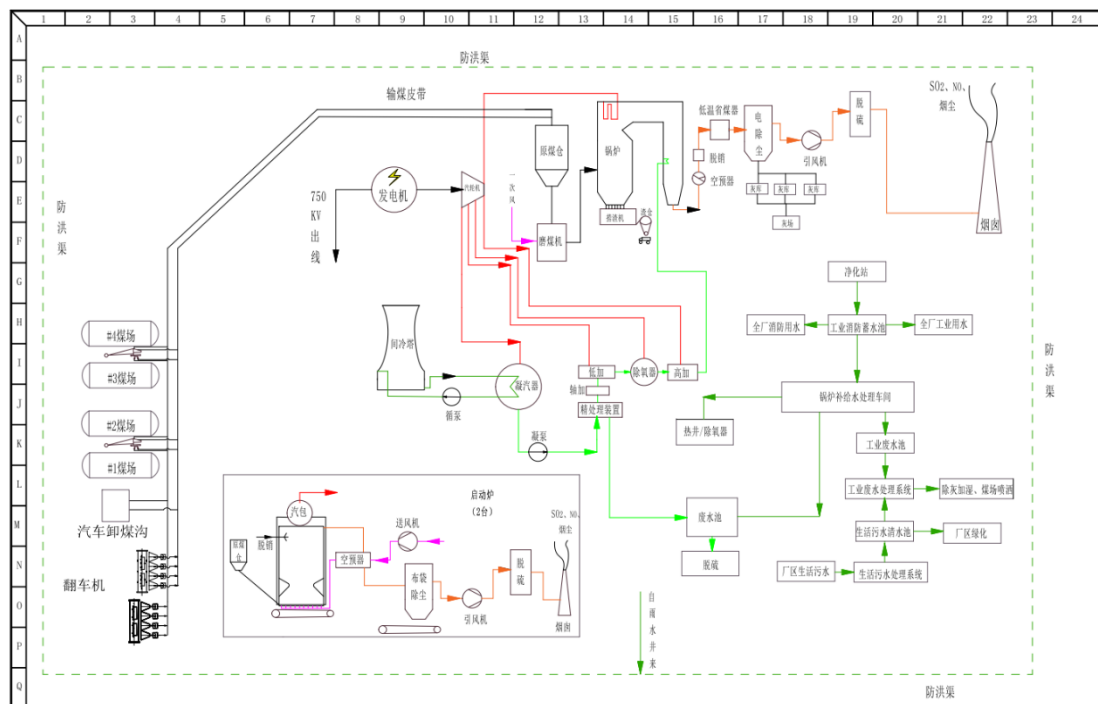 1 2 3 4 5 6 7 8 9 10 11 12 13 14 15 16 17 18 19 20 21 22 23 24
A
B
C
D
E
F
G
H
I
J
K
L
M
N
O
P
Q
防洪渠
防洪渠
防洪渠
防洪渠
输煤皮带
原煤仓
磨煤机
一次风
发电机
汽轮机
750
KV
出
线
锅炉
捞渣机
渣仓
低温省煤器
脱销
空预器
电除尘
灰库
灰库
灰库
灰场
引风机
脱硫
SO2、NO、
烟尘
烟囱
#4煤场
#3煤场
#2煤场
#1煤场
汽车卸煤沟
翻车机
间冷塔
循泵
凝汽器
凝泵
低加
轴加
精处理装置
除氧器
高加
净化站
全厂消防用水
工业消防蓄水池
全厂工业用水
锅炉补给水处理车间
热井/除氧器
工业废水池
工业废水处理系统
除灰加湿、煤场喷洒
生活污水清水池
厂区绿化
厂区生活污水
生活污水处理系统
废水池
脱硫
自雨水井来
启动炉
(2台)
汽包
原煤仓
脱销
空预器
送风机
布袋
除尘
引风机
脱硫
SO2、NO、
烟尘
烟囱